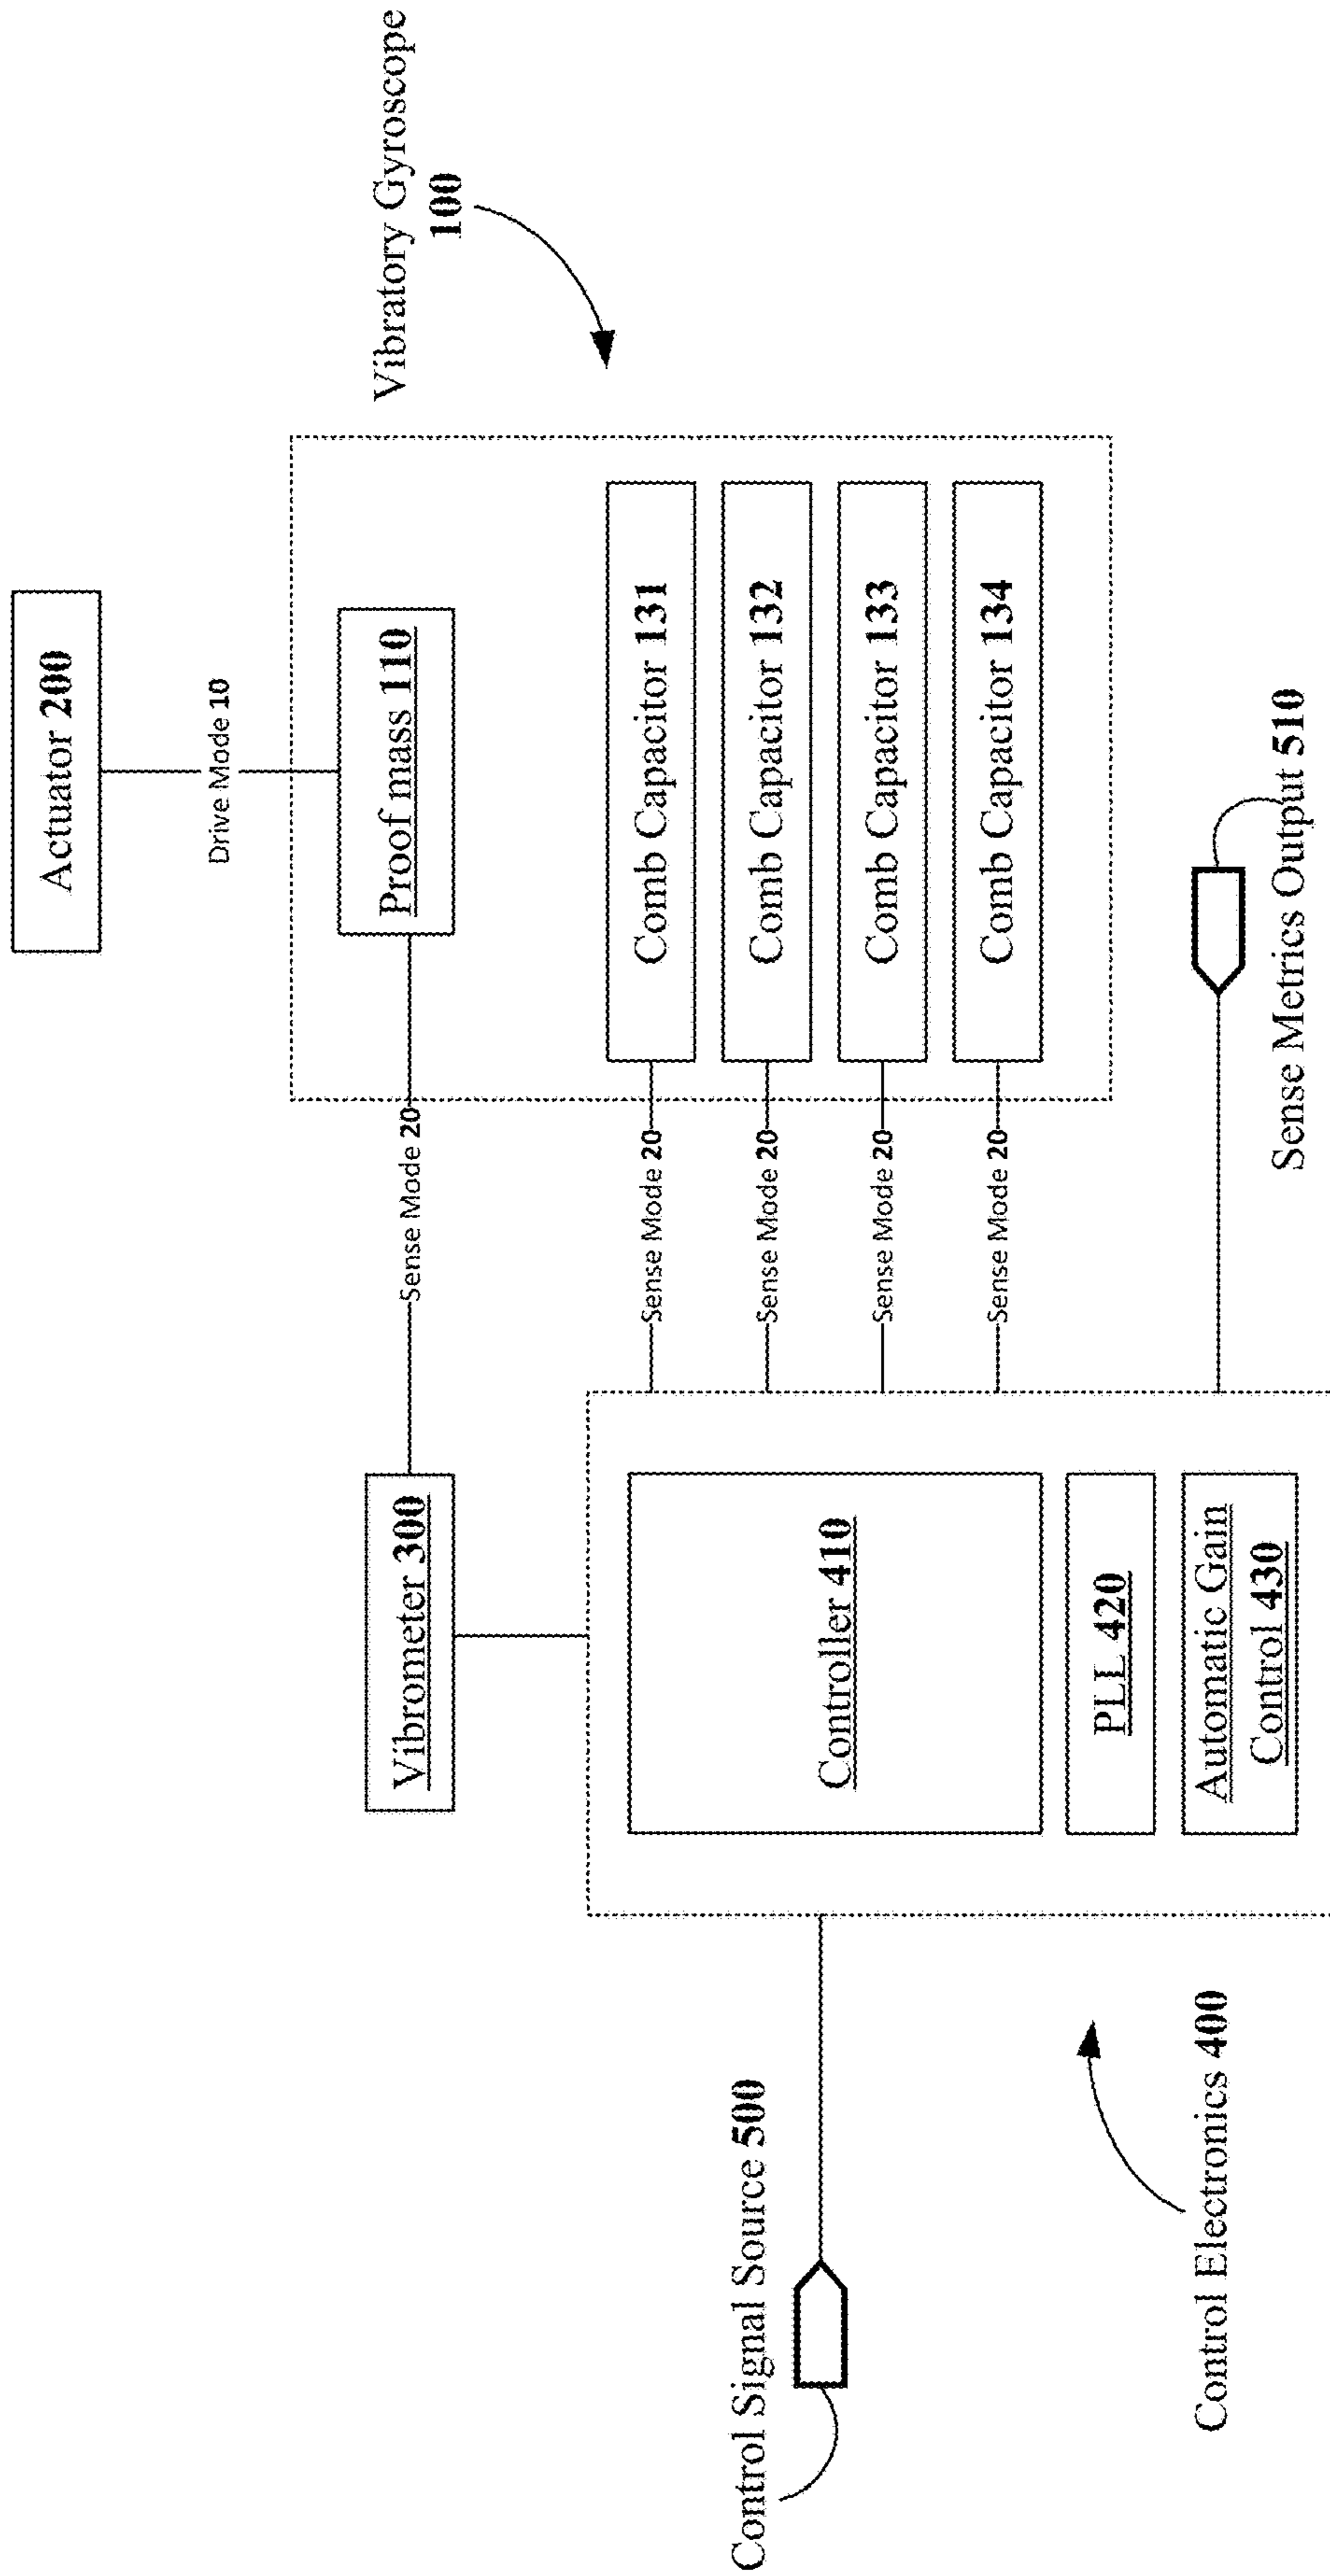 Actuator 200
Drive Mode 10
Vibratory Gyroscope
100
Proof mass 110
Sense Mode 20
Vibrometer 300
Comb Capacitor 131
Comb Capacitor 132
Comb Capacitor 133
Comb Capacitor 134
Sense Mode 20
Sense Mode 20
Sense Mode 20
Sense Mode 20
Controller 410
PLL 420
Automatic Gain
Control 430
Control Signal Source 500
Control Electronics 400
Sense Metrics Output 510